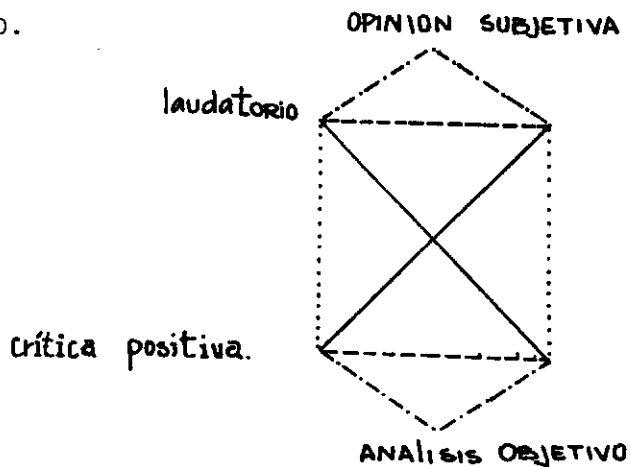 o.
OPINION SUBJETIVA
laudatorio
crítica positiva.
ANALISIS OBJETIVO